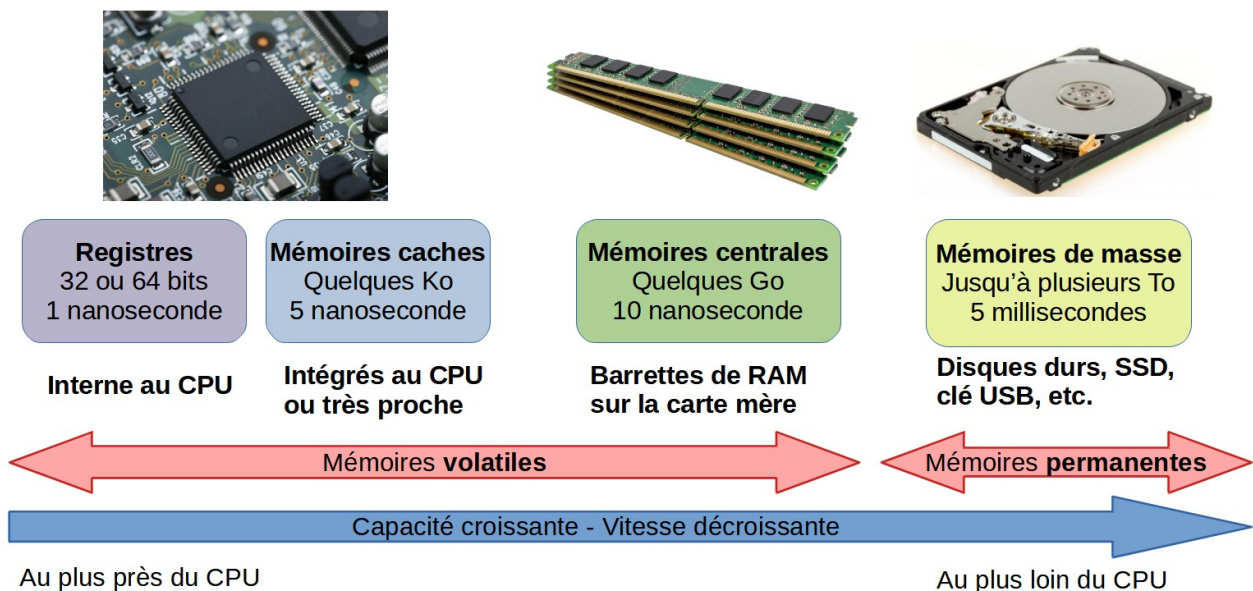 Registres
32 ou 64 bits
1 nanoseconde
Mémoires caches
Quelques Ko
5 nanoseconde
Mémoires centrales
Quelques Go
10 nanoseconde
Mémoires de masse
Jusqu’à plusieurs To
5 millisecondes
Interne au CPU
Intégrés au CPU
ou très proche
Barrettes de RAM
sur la carte mère
Disques durs, SSD,
clé USB, etc.
Mémoires volatiles
Mémoires permanentes
Capacité croissante - Vitesse décroissante
Au plus près du CPU
Au plus loin du CPU